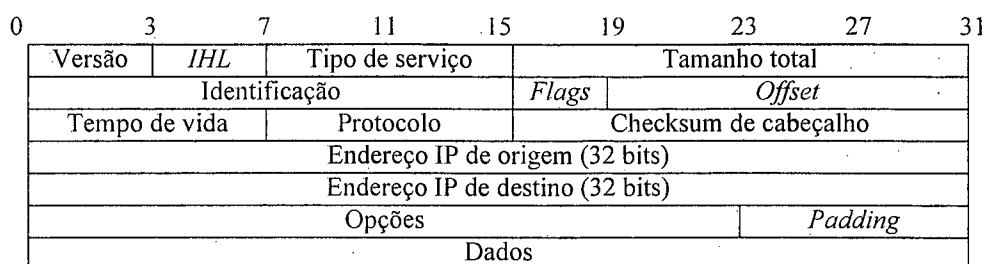 0 3 7 11 15 19 23 27 31
Versão IHL Tipo de serviço Tamanho total
Identificação Flags Offset
Tempo de vida Protocolo Checksum de cabeçalho
Endereço IP de origem (32 bits)
Endereço IP de destino (32 bits)
Opções Padding
Dados